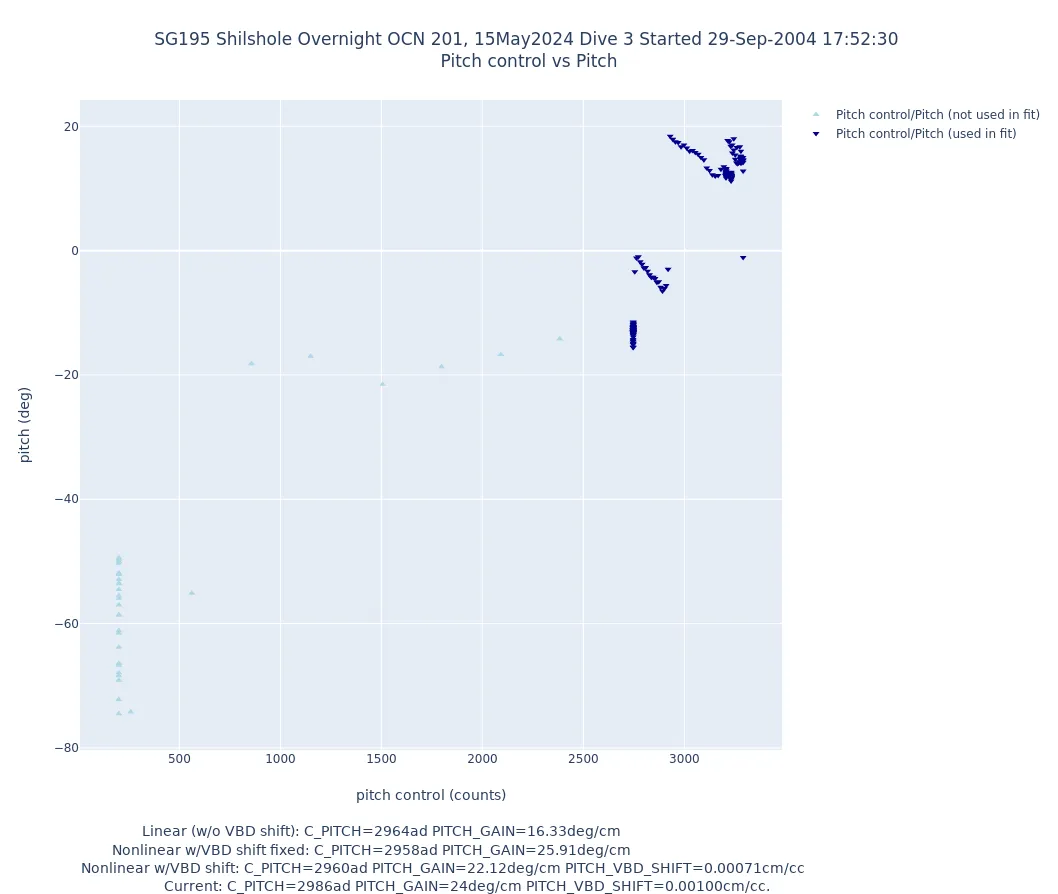 SG195 Shilshole Overnight OCN 201, 15May2024 Dive 3 Started 29-Sep-2004 17:52:30
Pitch control vs Pitch
Pitch control/Pitch (not used in fit)
Pitch control/Pitch (used in fit)
20
0
−20
−40
−60
−80
pitch (deg)
500 1000 1500 2000 2500 3000
pitch control (counts)
Linear (w/o VBD shift): C_PITCH=2964ad PITCH_GAIN=16.33deg/cm
Nonlinear w/VBD shift fixed: C_PITCH=2958ad PITCH_GAIN=25.91deg/cm
Nonlinear w/VBD shift: C_PITCH=2960ad PITCH_GAIN=22.12deg/cm PITCH_VBD_SHIFT=0.00071cm/cc
Current: C_PITCH=2986ad PITCH_GAIN=24deg/cm PITCH_VBD_SHIFT=0.00100cm/cc.